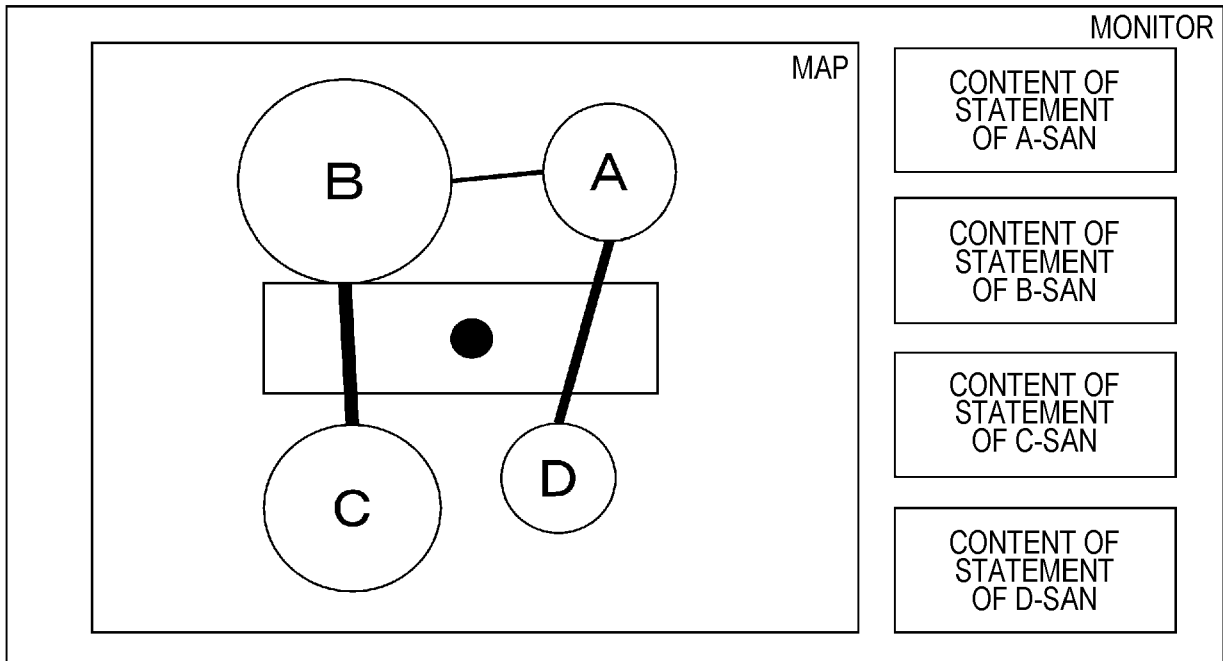 MONITOR
MAP
B
A
C
D
CONTENT OF
STATEMENT
OF A-SAN
CONTENT OF
STATEMENT
OF B-SAN
CONTENT OF
STATEMENT
OF C-SAN
CONTENT OF
STATEMENT
OF D-SAN